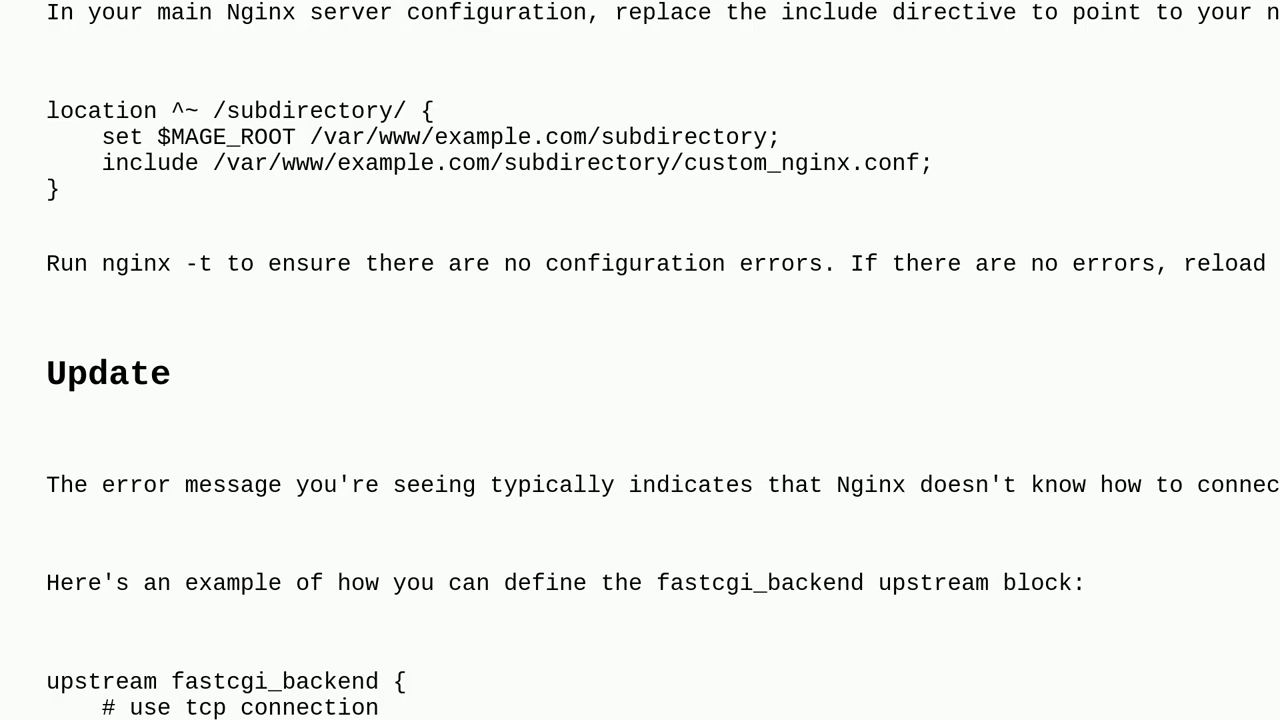 In your main Nginx server configuration, replace the include directive to point to your n
location ^~ /subdirectory/ {
    set $MAGE_ROOT /var/www/example.com/subdirectory;
    include /var/www/example.com/subdirectory/custom_nginx.conf;
}
Run nginx -t to ensure there are no configuration errors. If there are no errors, reload
Update
The error message you're seeing typically indicates that Nginx doesn't know how to connec
Here's an example of how you can define the fastcgi_backend upstream block:
upstream fastcgi_backend {
    # use tcp connection